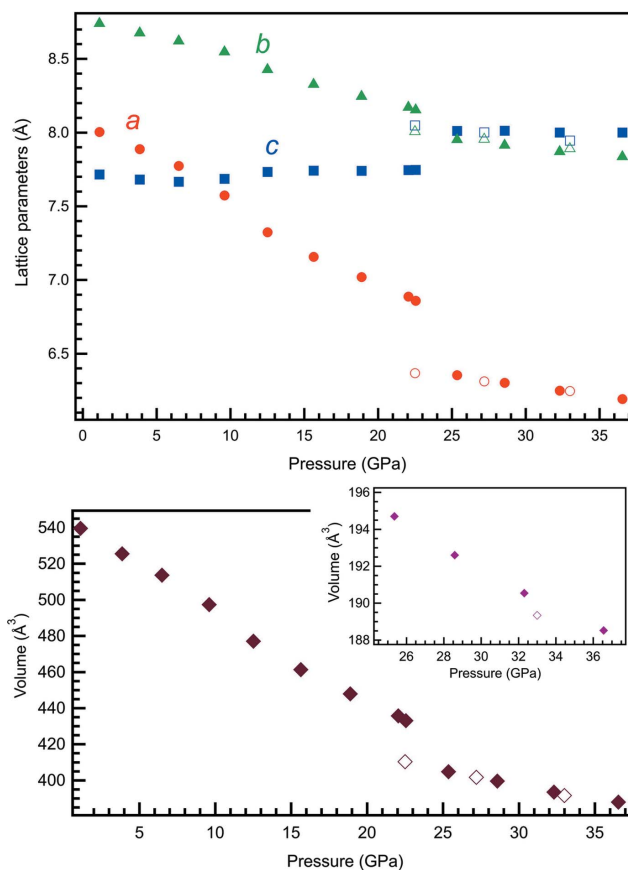 b
a
c
Lattice parameters (Å)
8.5
8.0
7.5
7.0
6.5
0 5 10 15 20 25 30 35
Pressure (GPa)
Volume (Å³)
540
520
500
480
460
440
420
400
5 10 15 20 25 30 35
Pressure (GPa)
Volume (Å³)
196
194
192
190
188
26 28 30 32 34 36
Pressure (GPa)